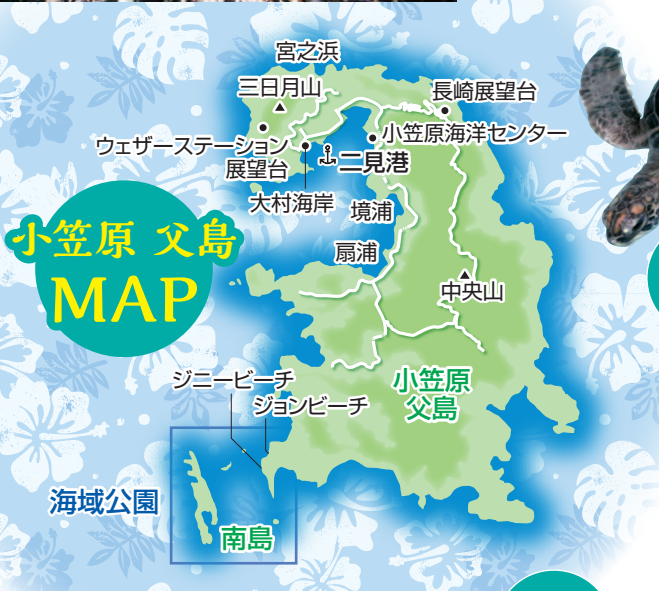 宮之浜
三日月山
長崎展望台
ウェザーステーション
展望台
小笠原海洋センター
二見港
大村海岸
境浦
扇浦
小笠原 父島
MAP
中央山
ジニービーチ
ジョンビーチ
小笠原
父島
海域公園
南島